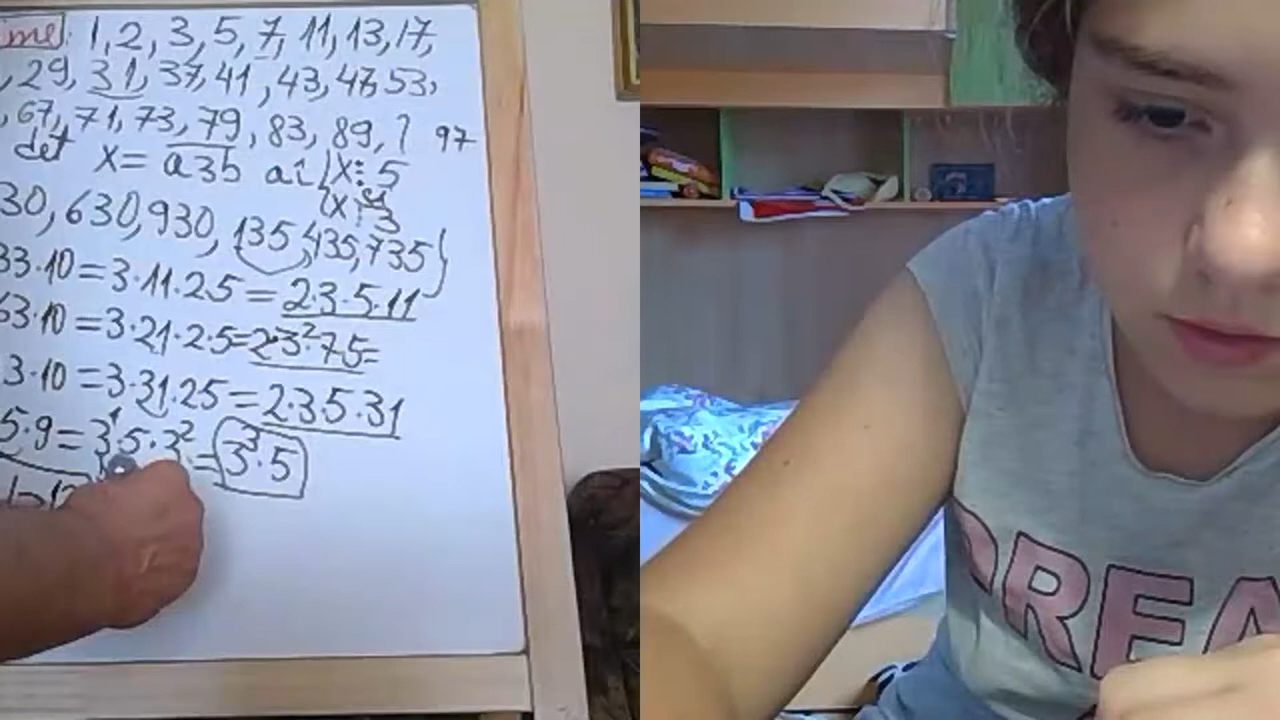 me: 1, 2, 3, 5, 7, 11, 13, 17,
, 29, 31, 37, 41, 43, 47, 53,
, 67, 71, 73, 79, 83, 89, ? 97
det x = a3b aî x ⋮ 5
x ⋮ 3
30, 630, 930, 135, 435, 735
33·10 = 3·11·2·5 = 2·3·5·11
63·10 = 3·21·2·5 = 2·3²·7·5 =
3·10 = 3·31·2·5 = 2·3·5·31
5·9 = 3¹·5·3² = 3³·5
DREA